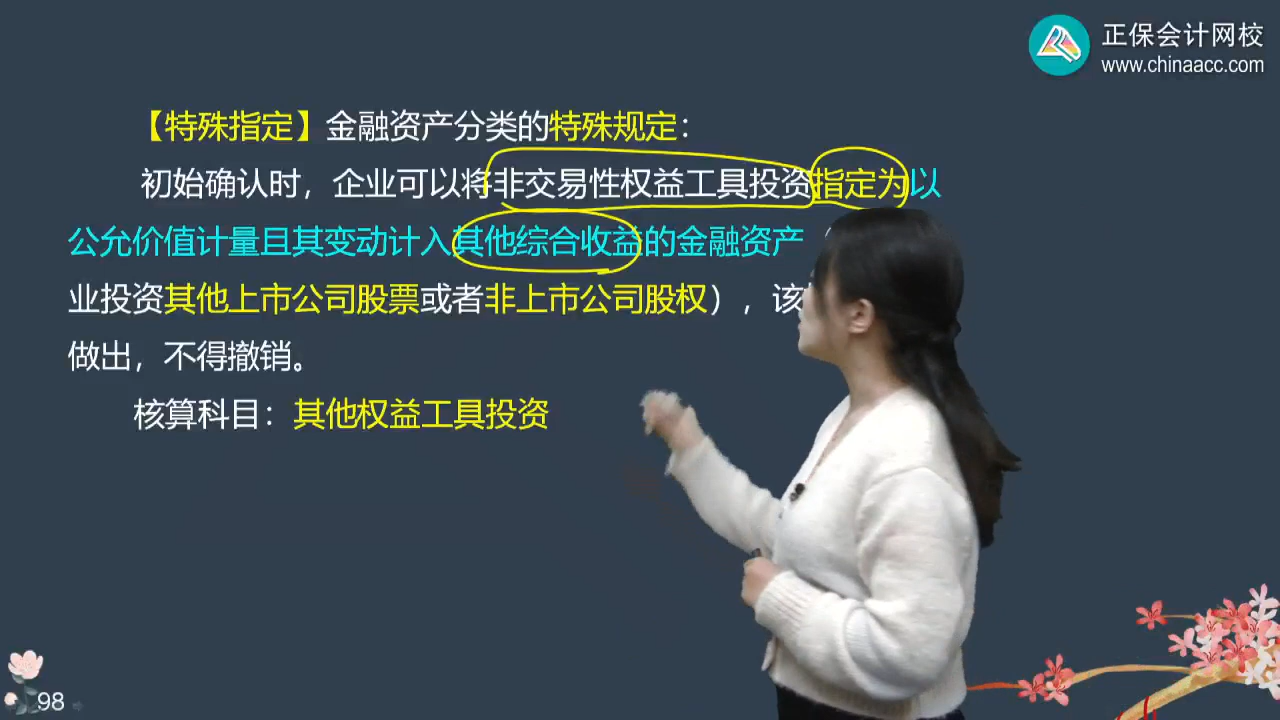 正保会计网校
www.chinaacc.com
【特殊指定】金融资产分类的特殊规定：
初始确认时，企业可以将非交易性权益工具投资指定为以
公允价值计量且其变动计入其他综合收益的金融资产（
业投资其他上市公司股票或者非上市公司股权），该
做出，不得撤销。
核算科目：其他权益工具投资
98